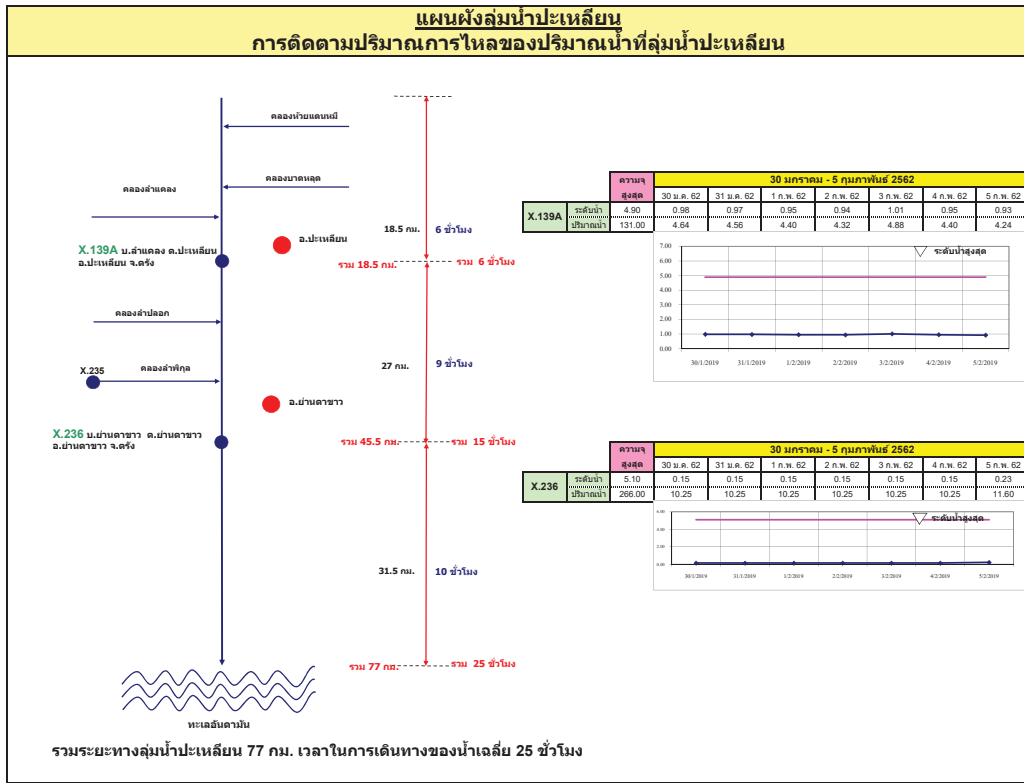 แผนผังลุ่มน้ำปะเหลียน
การติดตามปริมาณการไหลของปริมาณน้ำที่ลุ่มน้ำปะเหลียน
คลองห้วยแดนหมี
คลองบาดหลุด
คลองลำแคลง
18.5 กม. 6 ชั่วโมง
อ.ปะเหลียน
X.139A บ.ลำแคลง ต.ปะเหลียน
อ.ปะเหลียน จ.ตรัง
รวม 18.5 กม. รวม 6 ชั่วโมง
คลองลำปลอก
27 กม. 9 ชั่วโมง
X.235 คลองลำพิกุล
อ.ย่านตาขาว
X.236 บ.ย่านตาขาว ต.ย่านตาขาว
อ.ย่านตาขาว จ.ตรัง
รวม 45.5 กม. รวม 15 ชั่วโมง
31.5 กม. 10 ชั่วโมง
รวม 77 กม. รวม 25 ชั่วโมง
ทะเลอันดามัน
รวมระยะทางลุ่มน้ำปะเหลียน 77 กม. เวลาในการเดินทางของน้ำเฉลี่ย 25 ชั่วโมง
ความจุ 30 มกราคม - 5 กุมภาพันธ์ 2562
สูงสุด 30 ม.ค. 62 31 ม.ค. 62 1 ก.พ. 62 2 ก.พ. 62 3 ก.พ. 62 4 ก.พ. 62 5 ก.พ. 62
X.139A ระดับน้ำ 4.90 0.98 0.97 0.95 0.94 1.01 0.95 0.93
ปริมาณน้ำ 131.00 4.64 4.56 4.40 4.32 4.88 4.40 4.24
ระดับน้ำสูงสุด
7.00
6.00
5.00
4.00
3.00
2.00
1.00
0.00
30/1/2019 31/1/2019 1/2/2019 2/2/2019 3/2/2019 4/2/2019 5/2/2019
ความจุ 30 มกราคม - 5 กุมภาพันธ์ 2562
สูงสุด 30 ม.ค. 62 31 ม.ค. 62 1 ก.พ. 62 2 ก.พ. 62 3 ก.พ. 62 4 ก.พ. 62 5 ก.พ. 62
X.236 ระดับน้ำ 5.10 0.15 0.15 0.15 0.15 0.15 0.15 0.23
ปริมาณน้ำ 266.00 10.25 10.25 10.25 10.25 10.25 10.25 11.60
ระดับน้ำสูงสุด
6.00
4.00
2.00
0.00
30/1/2019 31/1/2019 1/2/2019 2/2/2019 3/2/2019 4/2/2019 5/2/2019